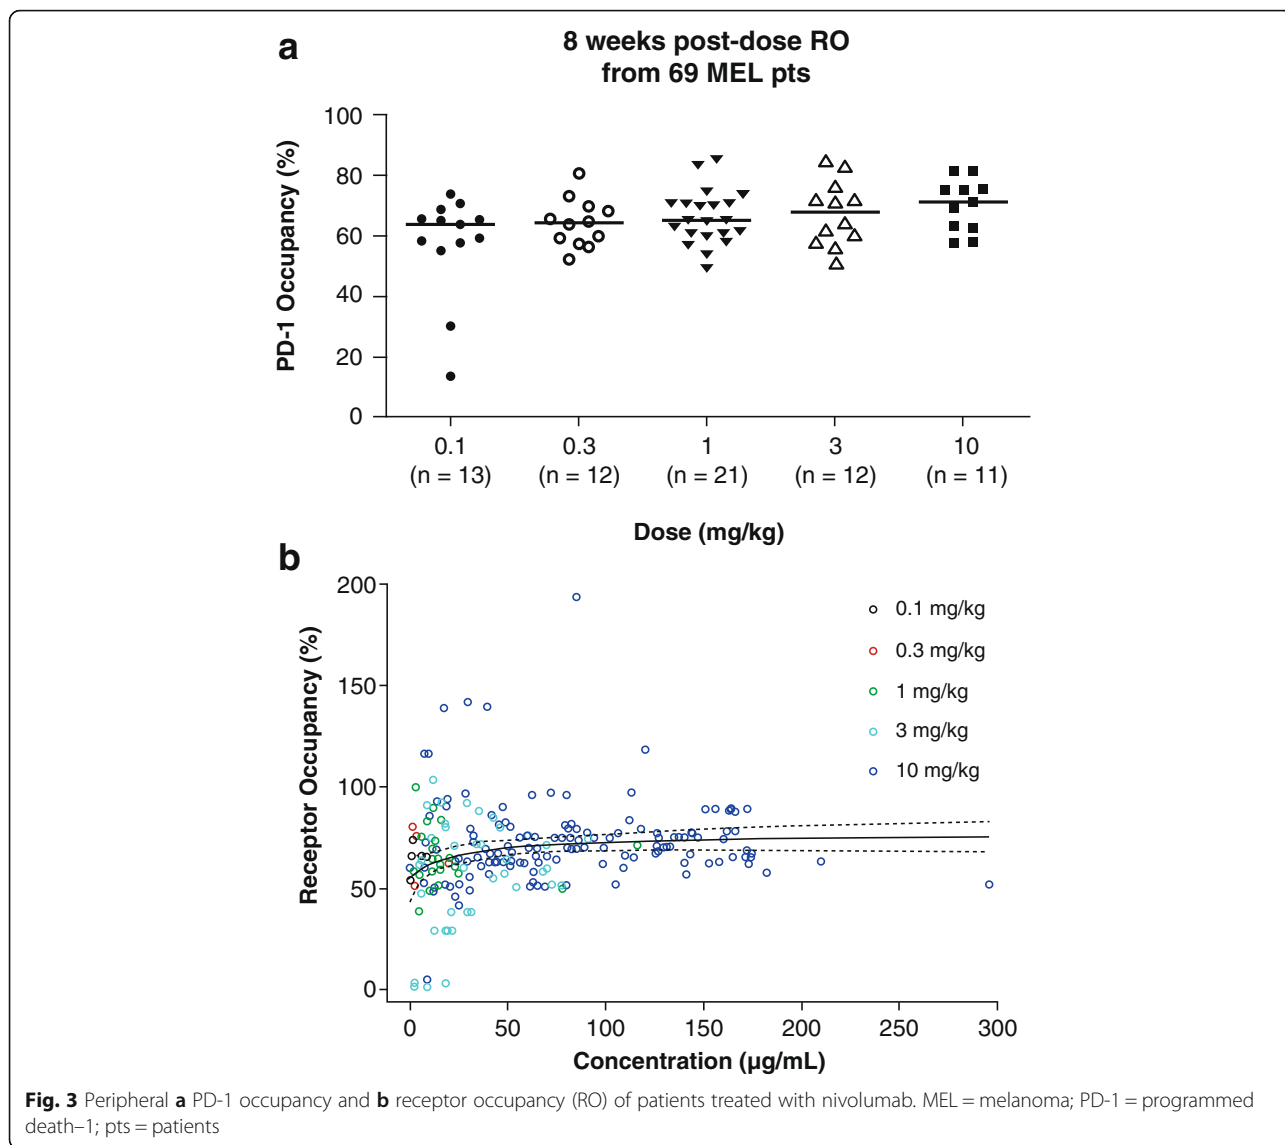 a
8 weeks post-dose RO
from 69 MEL pts
PD-1 Occupancy (%)
100
80
60
40
20
0
0.1 0.3 1 3 10
(n = 13) (n = 12) (n = 21) (n = 12) (n = 11)
Dose (mg/kg)
b
Receptor Occupancy (%)
200
150
100
50
0
0.1 mg/kg
0.3 mg/kg
1 mg/kg
3 mg/kg
10 mg/kg
0 50 100 150 200 250 300
Concentration (µg/mL)
Fig. 3 Peripheral a PD-1 occupancy and b receptor occupancy (RO) of patients treated with nivolumab. MEL = melanoma; PD-1 = programmed
death–1; pts = patients